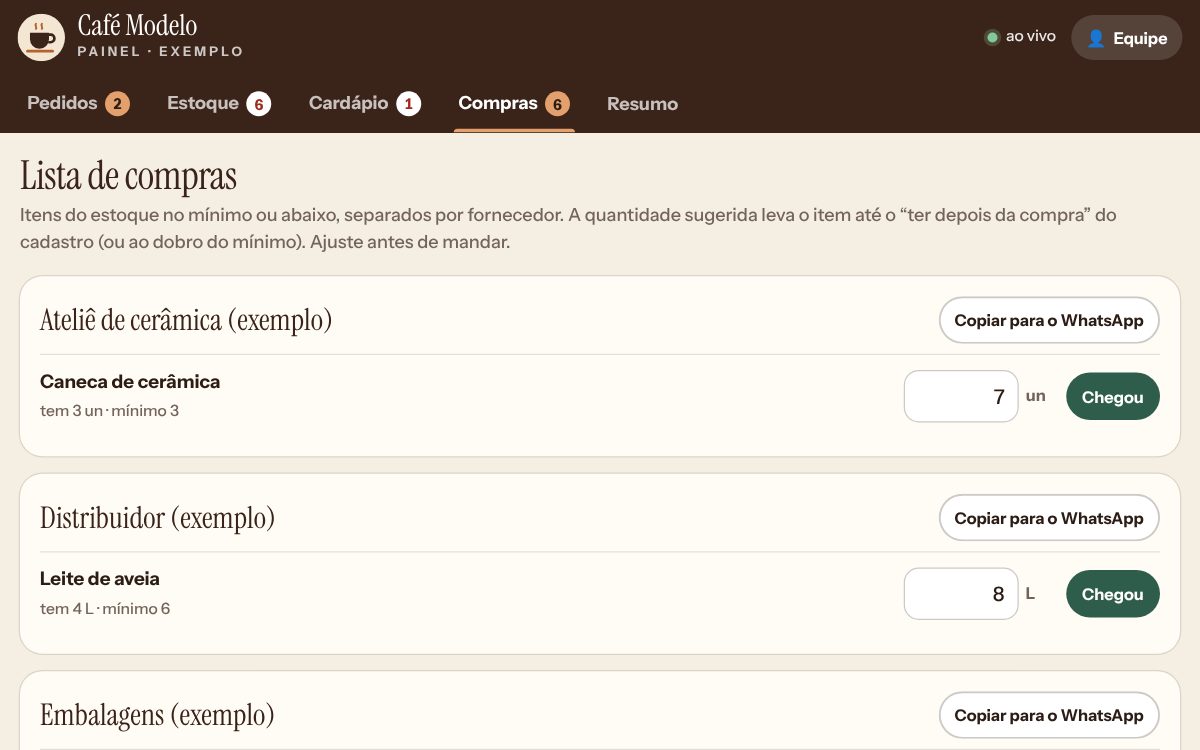 Café Modelo
PAINEL · EXEMPLO
ao vivo
Equipe
Pedidos 2
Estoque 6
Cardápio 1
Compras 6
Resumo
Lista de compras
Itens do estoque no mínimo ou abaixo, separados por fornecedor. A quantidade sugerida leva o item até o “ter depois da compra” do
cadastro (ou ao dobro do mínimo). Ajuste antes de mandar.
Ateliê de cerâmica (exemplo)
Copiar para o WhatsApp
Caneca de cerâmica
tem 3 un · mínimo 3
7 un
Chegou
Distribuidor (exemplo)
Copiar para o WhatsApp
Leite de aveia
tem 4 L · mínimo 6
8 L
Chegou
Embalagens (exemplo)
Copiar para o WhatsApp